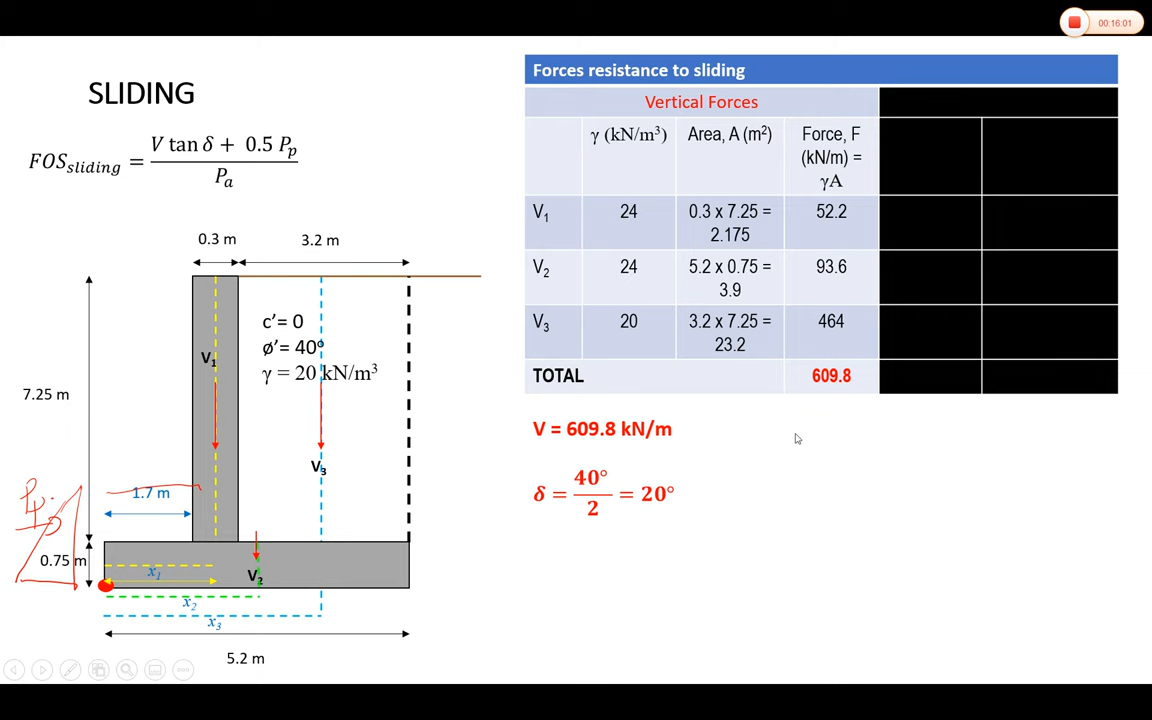 00:16:01
SLIDING
FOSsliding = V tan δ + 0.5 Pp / Pa
0.3 m
3.2 m
c’= 0
ø’= 40°
γ = 20 kN/m³
V1
V3
7.25 m
1.7 m
0.75 m
x1
V2
x2
x3
5.2 m
Forces resistance to sliding
Vertical Forces
γ (kN/m³) Area, A (m²) Force, F
(kN/m) =
γA
V1 24 0.3 x 7.25 = 52.2
2.175
V2 24 5.2 x 0.75 = 93.6
3.9
V3 20 3.2 x 7.25 = 464
23.2
TOTAL 609.8
V = 609.8 kN/m
δ = 40° / 2 = 20°